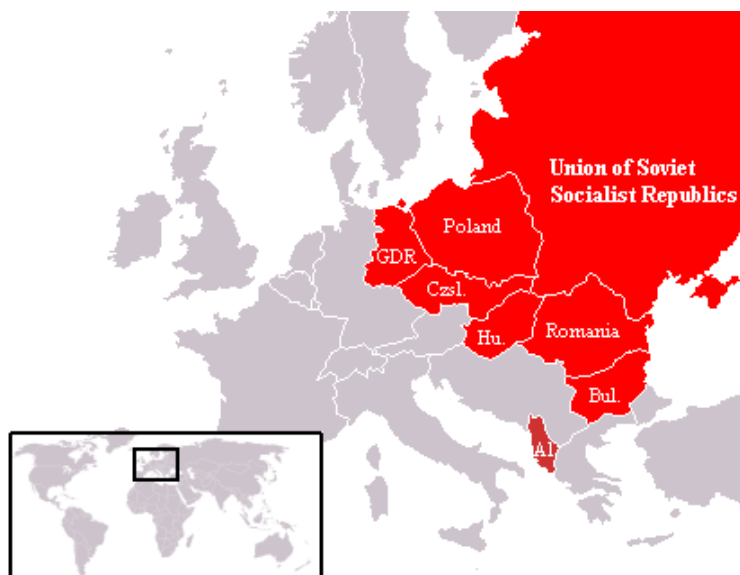 Union of Soviet
Socialist Republics
Poland
GDR
Czsl.
Hu.
Romania
Bul.
Al